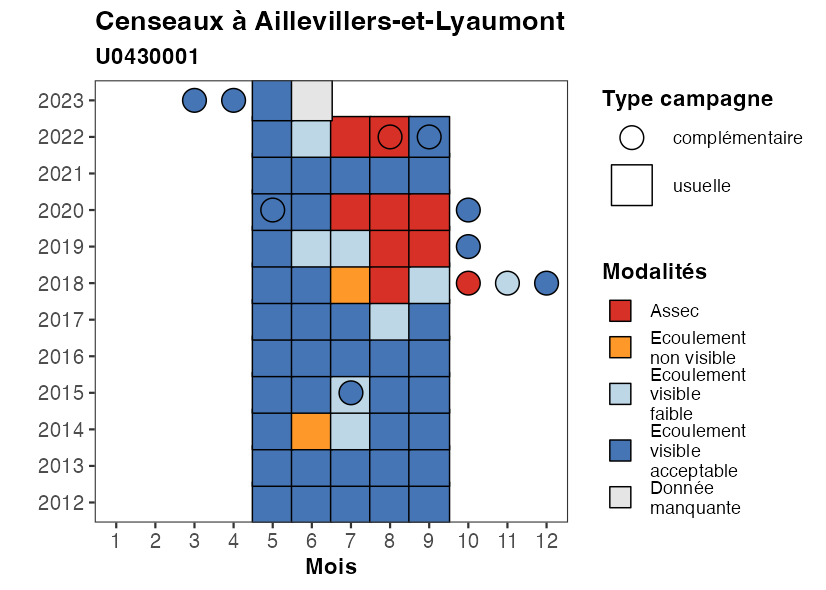 Censeaux à Aillevillers-et-Lyaumont
U0430001
2023
2022
2021
2020
2019
2018
2017
2016
2015
2014
2013
2012
1 2 3 4 5 6 7 8 9 10 11 12
Mois
Type campagne
complémentaire
usuelle
Modalités
Assec
Ecoulement
non visible
Ecoulement
visible
faible
Ecoulement
visible
acceptable
Donnée
manquante